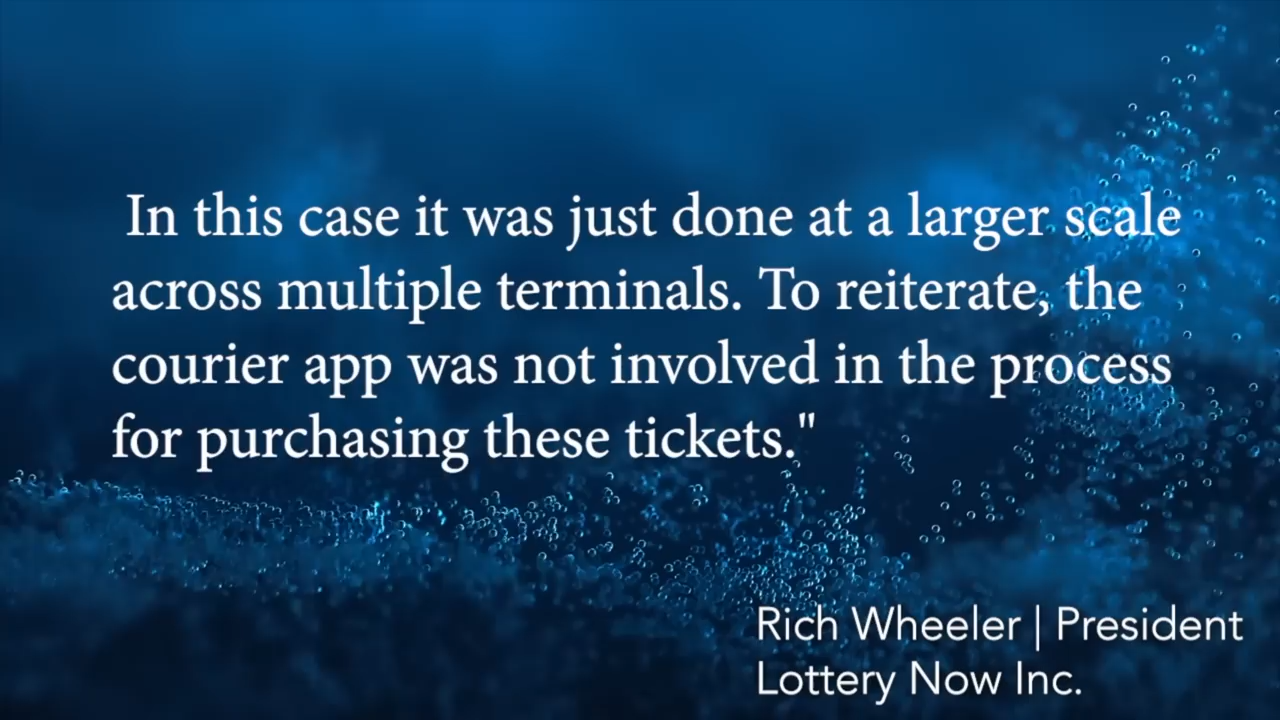 In this case it was just done at a larger scale
across multiple terminals. To reiterate, the
courier app was not involved in the process
for purchasing these tickets."
Rich Wheeler | President
Lottery Now Inc.